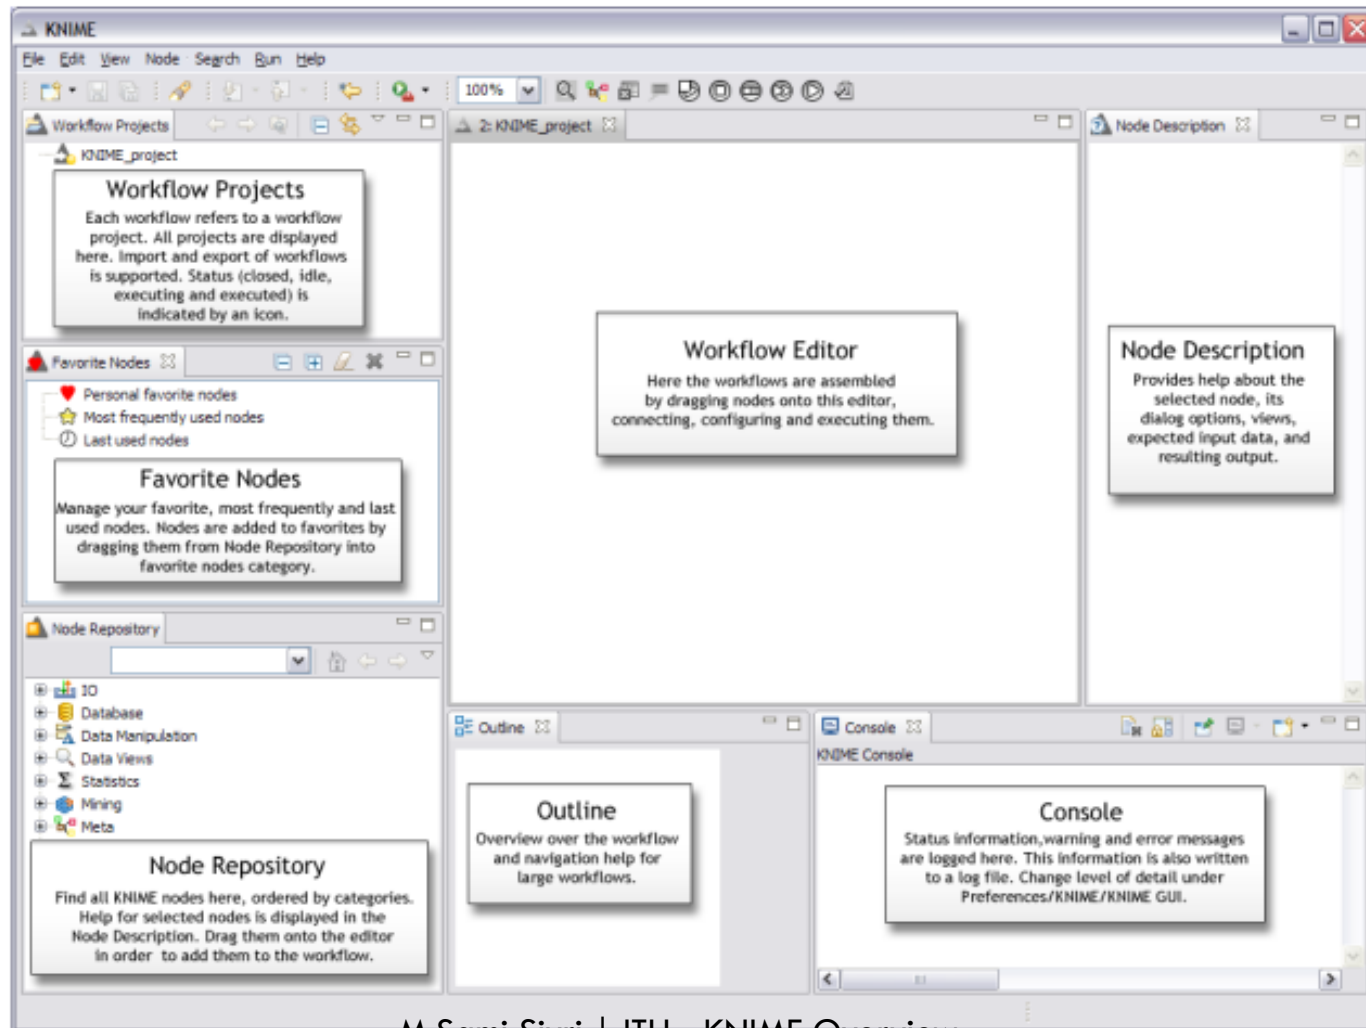 KNIME
File Edit View Node Search Run Help
100%
Workflow Projects
KNIME_project
Workflow Projects
Each workflow refers to a workflow
project. All projects are displayed
here. Import and export of workflows
is supported. Status (closed, idle,
executing and executed) is
indicated by an icon.
Favorite Nodes
Personal favorite nodes
Most frequently used nodes
Last used nodes
Favorite Nodes
Manage your favorite, most frequently and last
used nodes. Nodes are added to favorites by
dragging them from Node Repository into
favorite nodes category.
Node Repository
IO
Database
Data Manipulation
Data Views
Statistics
Mining
Meta
Node Repository
Find all KNIME nodes here, ordered by categories.
Help for selected nodes is displayed in the
Node Description. Drag them onto the editor
in order to add them to the workflow.
2: KNIME_project
Workflow Editor
Here the workflows are assembled
by dragging nodes onto this editor,
connecting, configuring and executing them.
Node Description
Node Description
Provides help about the
selected node, its
dialog options, views,
expected input data, and
resulting output.
Outline
Outline
Overview over the workflow
and navigation help for
large workflows.
Console
KNIME Console
Console
Status information,warning and error messages
are logged here. This information is also written
to a log file. Change level of detail under
Preferences/KNIME/KNIME GUI.
KNIME Overview